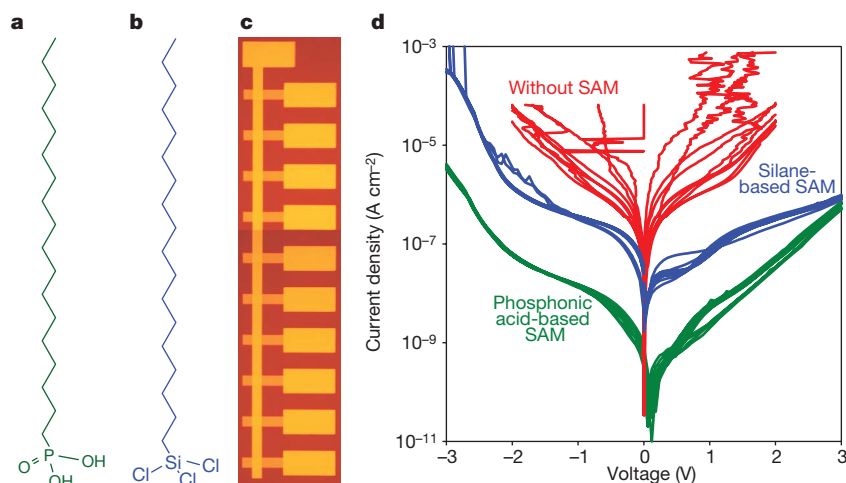 a
b
c
d
P
O
OH
OH
Si
Cl
Cl
Cl
10−3
10−5
10−7
10−9
10−11
Current density (A cm−2)
Without SAM
Silane-
based SAM
Phosphonic
acid-based
SAM
−3
−2
−1
0
1
2
3
Voltage (V)